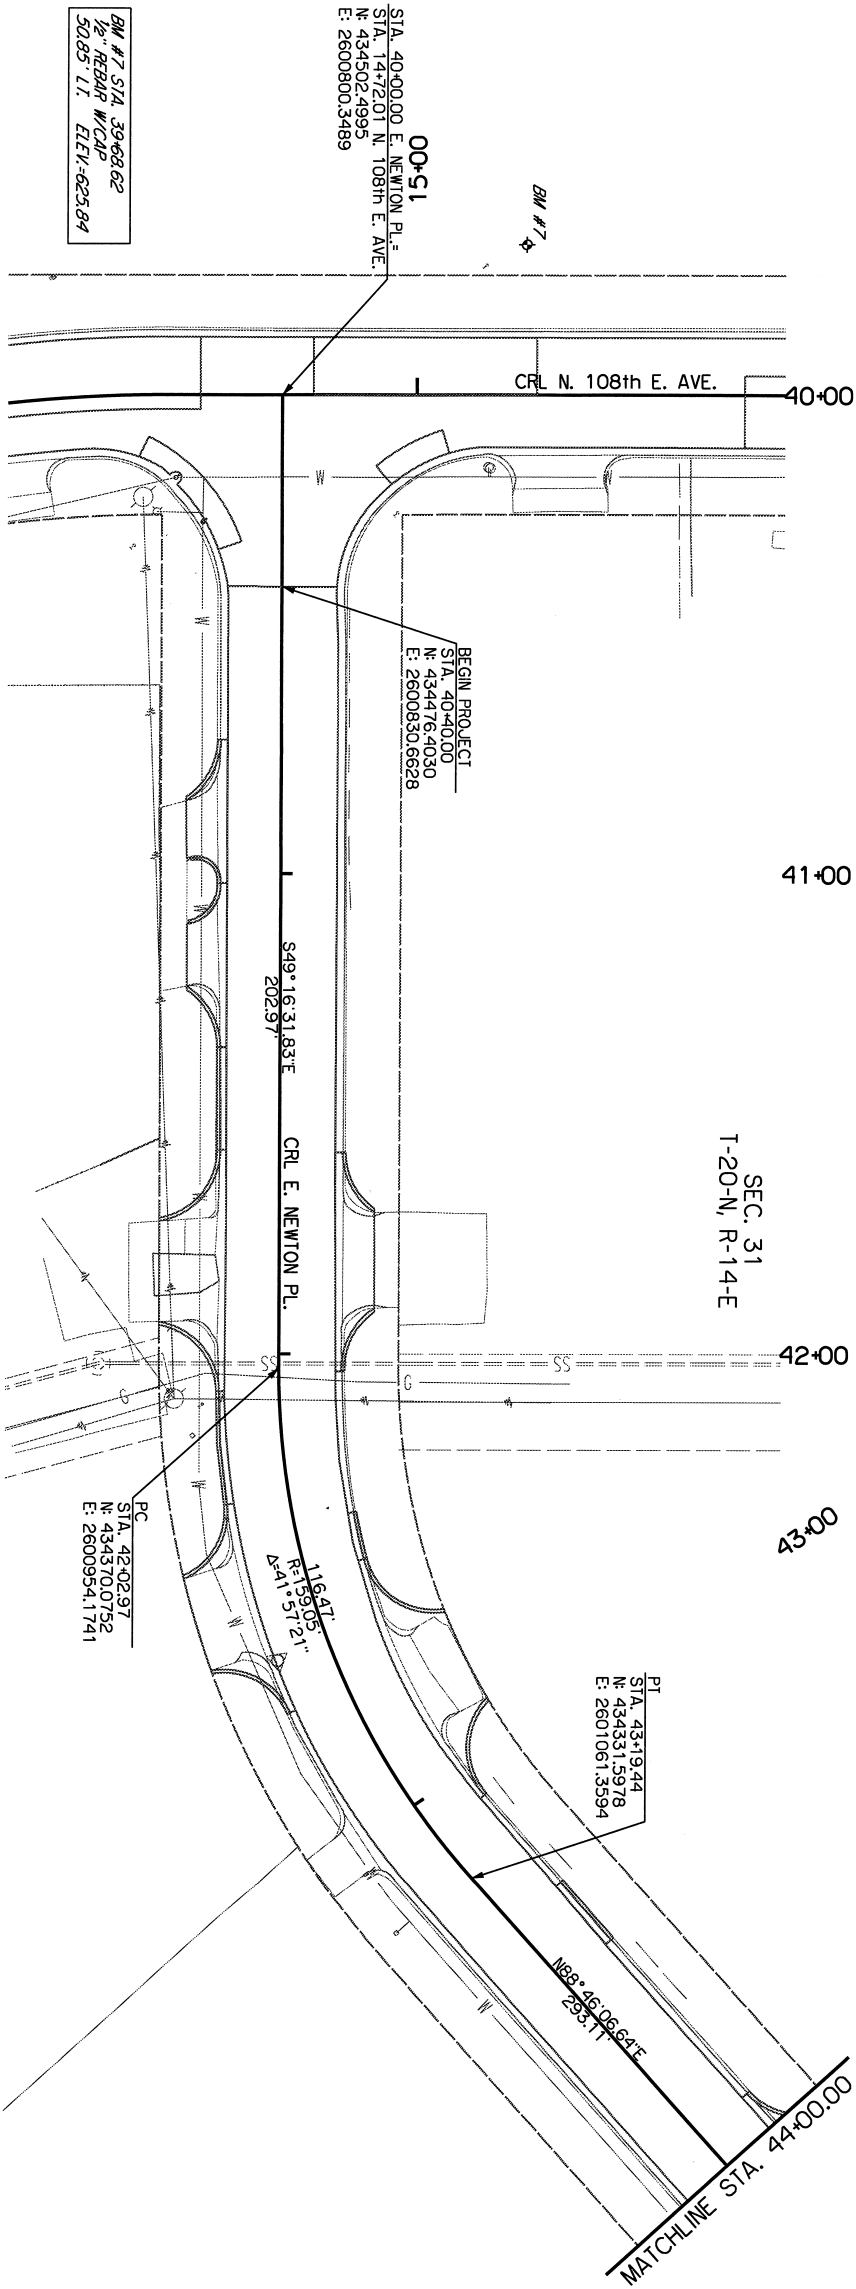 BM #7 STA. 39+68.62
1/2" REBAR W/CAP
50.85' LT. ELEV.=625.84
STA. 40+00.00 E. NEWTON PL.=
STA. 14+72.01 N. 108th E. AVE.
N: 434502.4995
E: 2600800.3489
15+00
BM #7
CRL N. 108th E. AVE.
40+00
W
W
W
BEGIN PROJECT
STA. 40+40.00
N: 434476.4030
E: 2600830.6628
41+00
W
S49°16'31.83"E
202.97'
CRL E. NEWTON PL.
SEC. 31
T-20-N, R-14-E
W
42+00
SS
SS
G
G
W
PC
STA. 42+02.97
N: 434370.0752
E: 2600954.1741
43+00
116.47'
R=159.05'
Δ=41°57'21"
W
PT
STA. 43+19.44
N: 434331.5978
E: 2601061.3594
W
W
N88°46'06.64"E
293.11'
MATCHLINE STA. 44+00.00